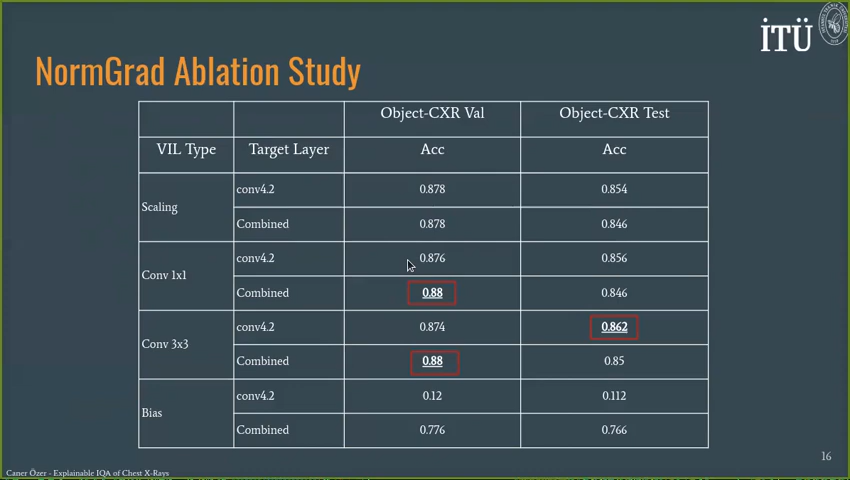 İTÜ
NormGrad Ablation Study
Object-CXR Val Object-CXR Test
VIL Type Target Layer Acc Acc
Scaling conv4.2 0.878 0.854
Combined 0.878 0.846
Conv 1x1 conv4.2 0.876 0.856
Combined 0.88 0.846
Conv 3x3 conv4.2 0.874 0.862
Combined 0.88 0.85
Bias conv4.2 0.12 0.112
Combined 0.776 0.766
16
Caner Özer - Explainable IQA of Chest X-Rays